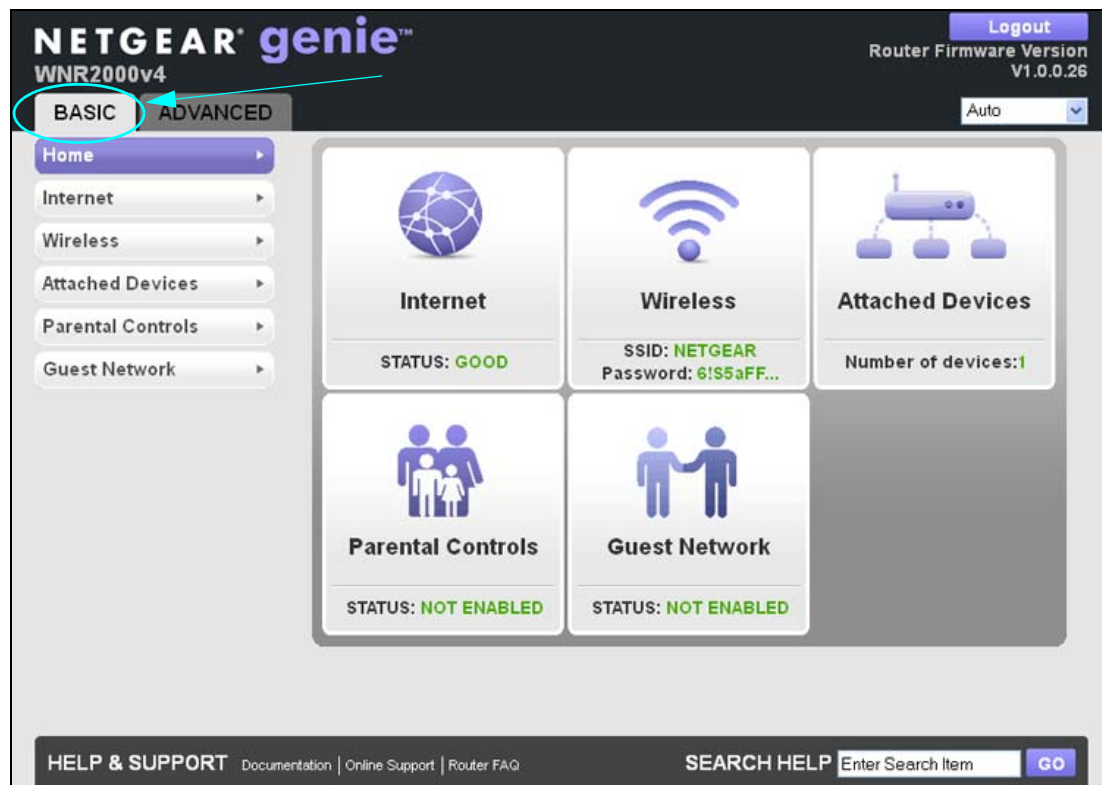 NETGEAR® genie™
WNR2000v4
Logout
Router Firmware Version
V1.0.0.26
BASIC
ADVANCED
Auto
Home
Internet
Wireless
Attached Devices
Parental Controls
Guest Network
Internet
STATUS: GOOD
Wireless
SSID: NETGEAR
Password: 6!S5aFF...
Attached Devices
Number of devices:1
Parental Controls
STATUS: NOT ENABLED
Guest Network
STATUS: NOT ENABLED
HELP & SUPPORT Documentation | Online Support | Router FAQ
SEARCH HELP Enter Search Item GO